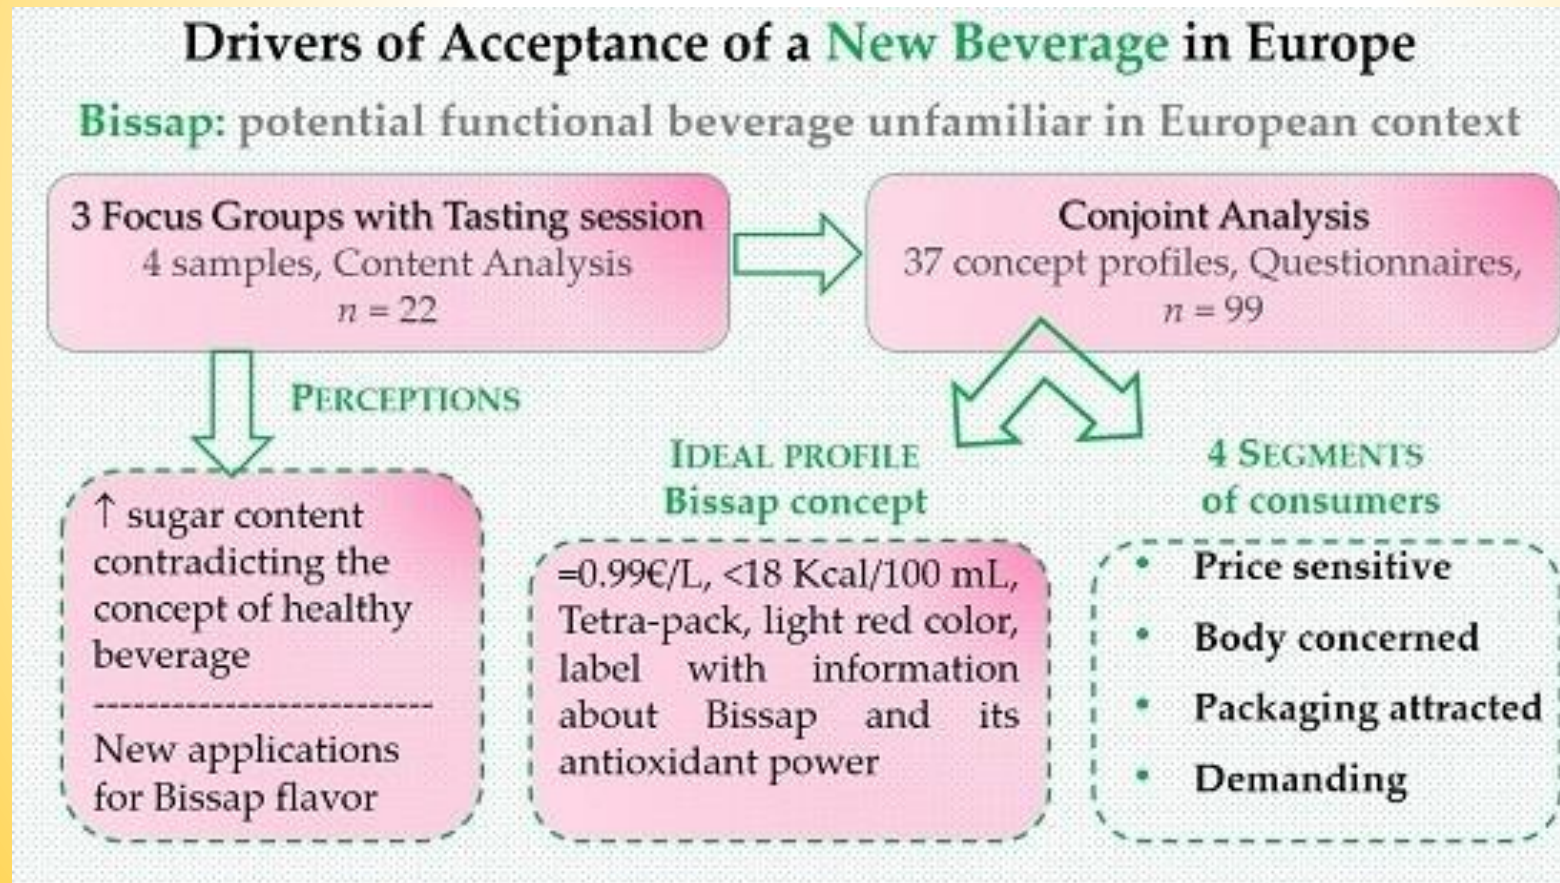 Drivers of Acceptance of a New Beverage in Europe
Bissap: potential functional beverage unfamiliar in European context
3 Focus Groups with Tasting session
4 samples, Content Analysis
n = 22
Conjoint Analysis
37 concept profiles, Questionnaires,
n = 99
PERCEPTIONS
↑ sugar content
contradicting the
concept of healthy
beverage
-------------------------
New applications
for Bissap flavor
IDEAL PROFILE
Bissap concept
=0.99€/L, <18 Kcal/100 mL,
Tetra-pack, light red color,
label with information
about Bissap and its
antioxidant power
4 SEGMENTS
of consumers
• Price sensitive
• Body concerned
• Packaging attracted
• Demanding